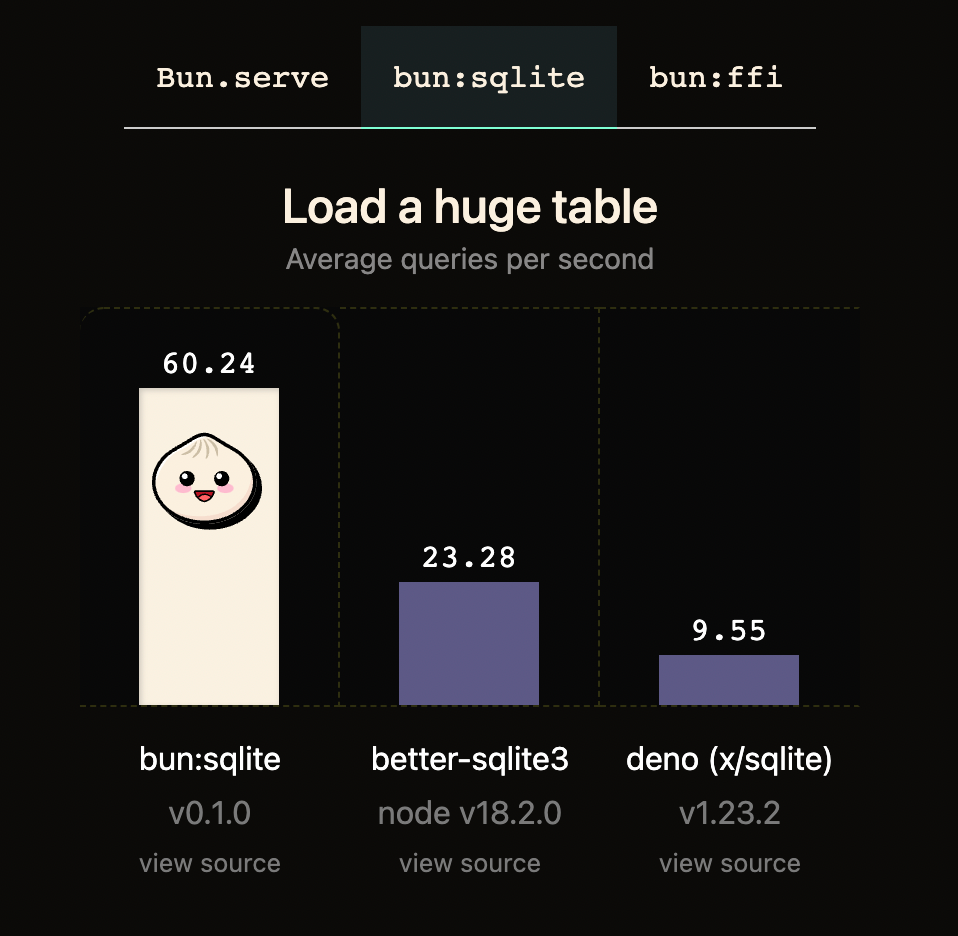 Bun.serve bun:sqlite bun:ffi
Load a huge table
Average queries per second
60.24
23.28
9.55
bun:sqlite better-sqlite3 deno (x/sqlite)
v0.1.0 node v18.2.0 v1.23.2
view source view source view source